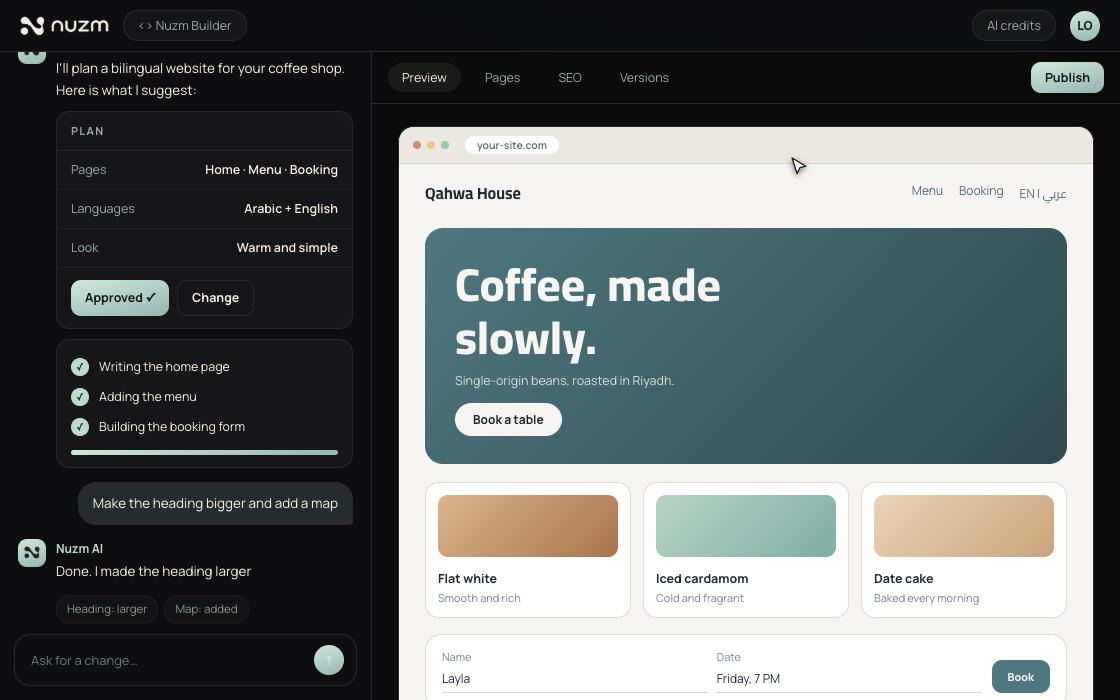 nuzm
<> Nuzm Builder
AI credits
LO
I'll plan a bilingual website for your coffee shop.
Here is what I suggest:
PLAN
Pages
Home · Menu · Booking
Languages
Arabic + English
Look
Warm and simple
Approved ✓
Change
Writing the home page
Adding the menu
Building the booking form
Make the heading bigger and add a map
Nuzm AI
Done. I made the heading larger
Heading: larger
Map: added
Ask for a change...
Preview
Pages
SEO
Versions
Publish
your-site.com
Qahwa House
Menu
Booking
EN | عربي
Coffee, made
slowly.
Single-origin beans, roasted in Riyadh.
Book a table
Flat white
Smooth and rich
Iced cardamom
Cold and fragrant
Date cake
Baked every morning
Name
Layla
Date
Friday, 7 PM
Book